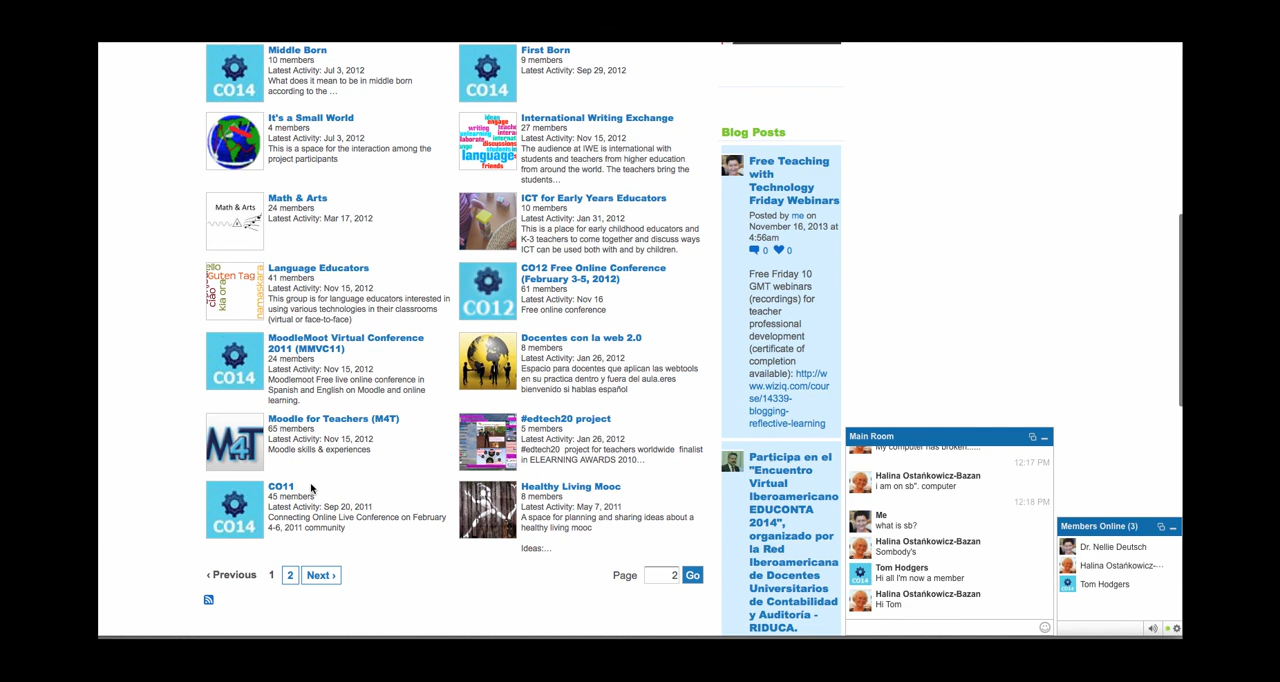 Middle Born
10 members
Latest Activity: Jul 3, 2012
What does it mean to be in middle born
according to the …
CO14
First Born
9 members
Latest Activity: Sep 29, 2012
CO14
It's a Small World
4 members
Latest Activity: Jul 3, 2012
This is a space for the interaction among the
project participants
International Writing Exchange
27 members
Latest Activity: Nov 15, 2012
The audience at IWE is international with
students and teachers from higher education
from around the world. The teachers bring the
students…
Math & Arts
Math & Arts
24 members
Latest Activity: Mar 17, 2012
ICT for Early Years Educators
10 members
Latest Activity: Jan 31, 2012
This is a place for early childhood educators and
K-3 teachers to come together and discuss ways
ICT can be used both with and by children.
Language Educators
41 members
Latest Activity: Nov 15, 2012
This group is for language educators interested in
using various technologies in their classrooms
(virtual or face-to-face)
Guten Tag
CO12 Free Online Conference
(February 3-5, 2012)
61 members
Latest Activity: Nov 16
Free online conference
CO12
MoodleMoot Virtual Conference
2011 (MMVC11)
24 members
Latest Activity: Nov 15, 2012
Moodlemoot Free live online conference in
Spanish and English on Moodle and online
learning.
CO14
Docentes con la web 2.0
8 members
Latest Activity: Jan 26, 2012
Espacio para docentes que aplican las webtools
en su practica dentro y fuera del aula.eres
bienvenido si hablas español
Moodle for Teachers (M4T)
65 members
Latest Activity: Nov 15, 2012
Moodle skills & experiences
M4T
#edtech20 project
5 members
Latest Activity: Jan 26, 2012
#edtech20 project for teachers worldwide finalist
in ELEARNING AWARDS 2010…
CO11
45 members
Latest Activity: Sep 20, 2011
Connecting Online Live Conference on February
4-6, 2011 community
CO14
Healthy Living Mooc
8 members
Latest Activity: May 7, 2011
A space for planning and sharing ideas about a
healthy living mooc
Ideas:…
‹ Previous 1 2 Next ›
Page 2 Go
Blog Posts
Free Teaching
with
Technology
Friday Webinars
Posted by me on
November 16, 2013 at
4:56am
0 0
Free Friday 10
GMT webinars
(recordings) for
teacher
professional
development
(certificate of
completion
available): http://w
ww.wiziq.com/cour
se/14339-
blogging-
reflective-learning
Participa en el
"Encuentro
Virtual
Iberoamericano
EDUCONTA
2014",
organizado por
la Red
Iberoamericana
de Docentes
Universitarios
de Contabilidad
y Auditoría -
RIDUCA.
Main Room
My computer has broken......
12:17 PM
Halina Ostańkowicz-Bazan
i am on sb". computer
12:18 PM
Me
what is sb?
Halina Ostańkowicz-Bazan
Sombody's
Tom Hodgers
Hi all I'm now a member
Halina Ostańkowicz-Bazan
Hi Tom
Members Online (3)
Dr. Nellie Deutsch
Halina Ostańkowicz-···
Tom Hodgers